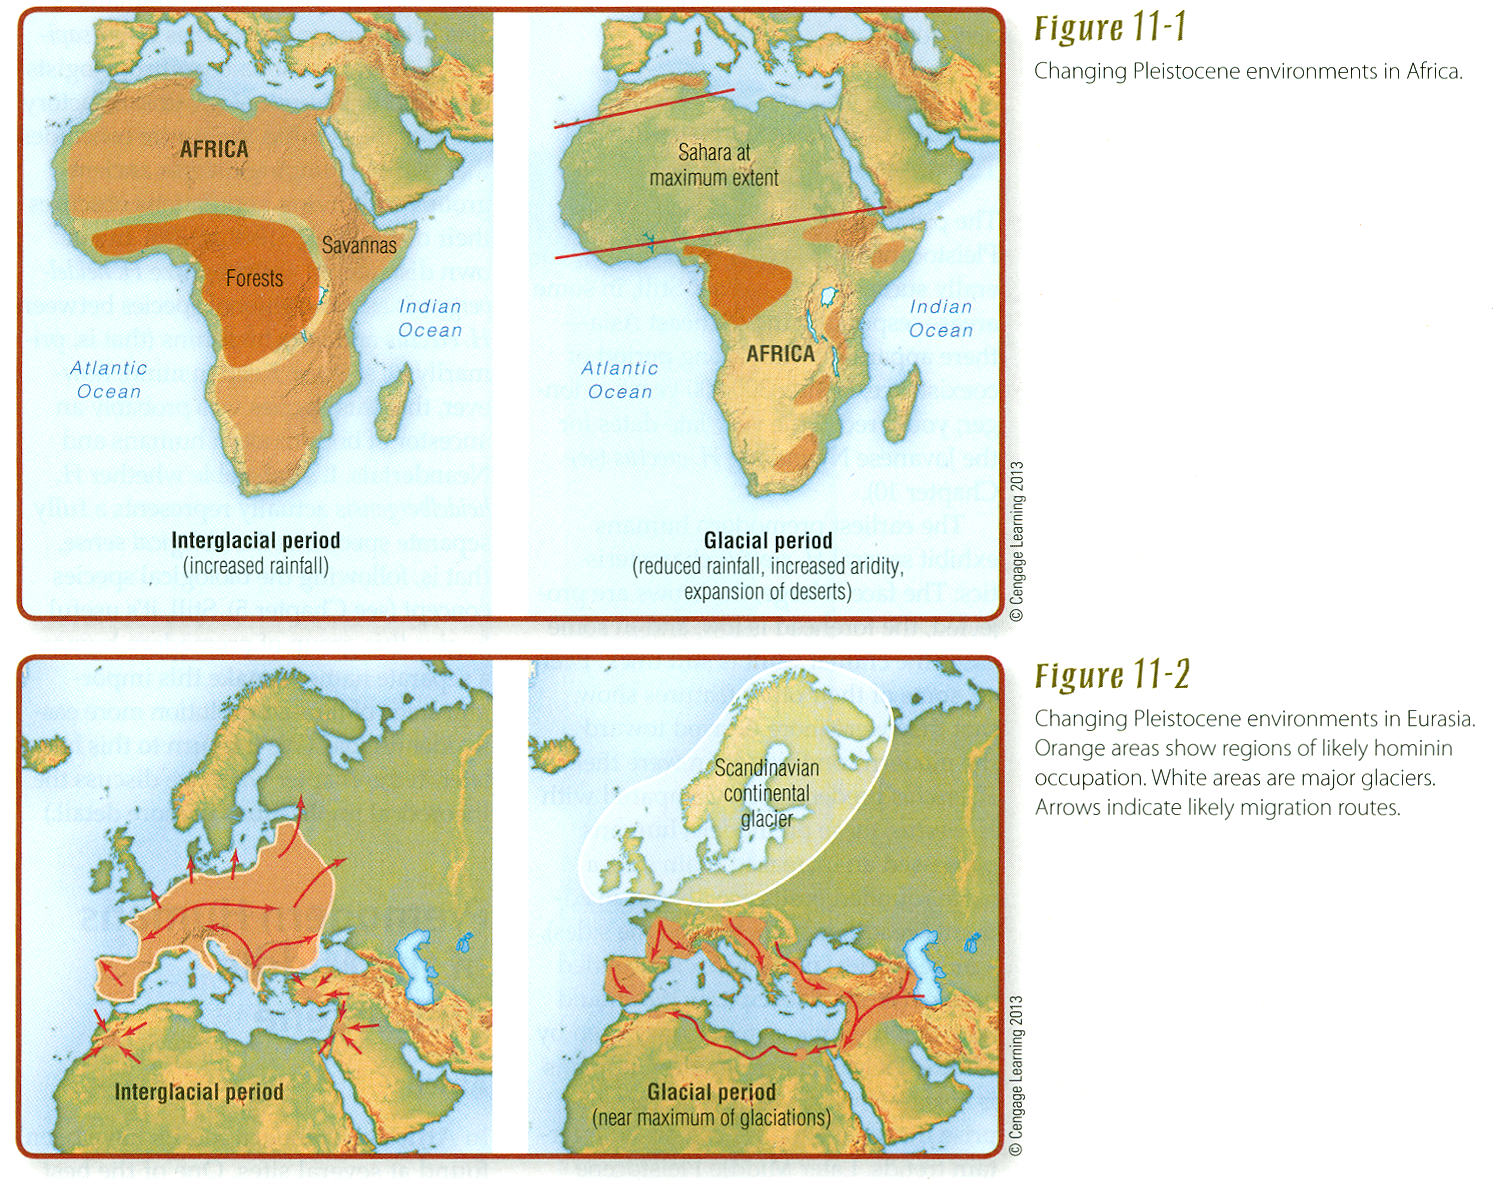 Figure 11-1
Changing Pleistocene environments in Africa.
AFRICA
Savannas
Forests
Indian
Ocean
Atlantic
Ocean
Interglacial period
(increased rainfall)
Sahara at
maximum extent
Indian
Ocean
AFRICA
Atlantic
Ocean
Glacial period
(reduced rainfall, increased aridity,
expansion of deserts)
© Cengage Learning 2013
Figure 11-2
Changing Pleistocene environments in Eurasia.
Orange areas show regions of likely hominin
occupation. White areas are major glaciers.
Arrows indicate likely migration routes.
Interglacial period
Scandinavian
continental
glacier
Glacial period
(near maximum of glaciations)
© Cengage Learning 2013